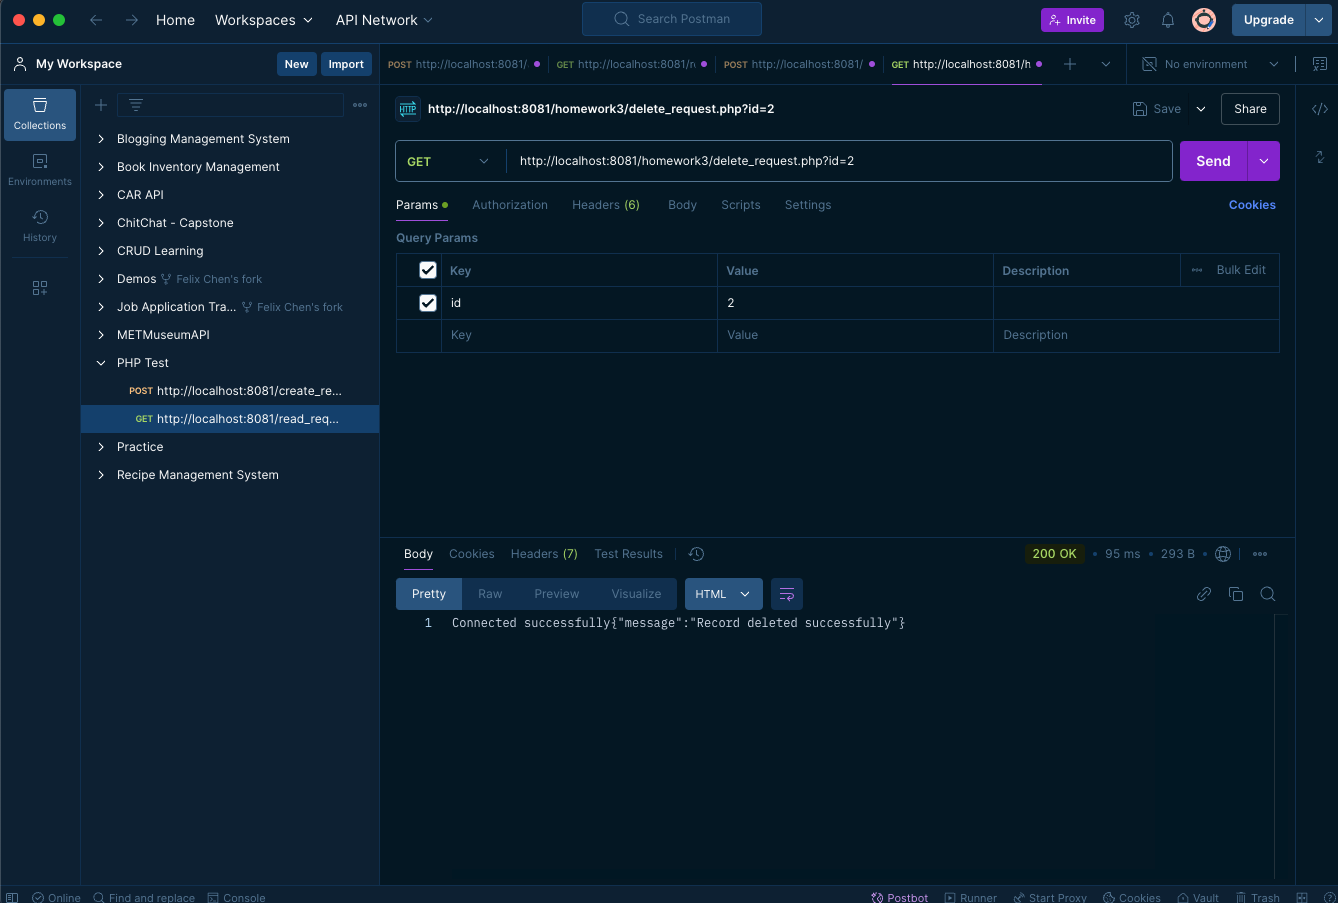 Home
Workspaces
API Network
Search Postman
Invite
Upgrade
My Workspace
New
Import
POST http://localhost:8081/
GET http://localhost:8081/r
POST http://localhost:8081/
GET http://localhost:8081/h
No environment
Collections
Environments
History
Blogging Management System
Book Inventory Management
CAR API
ChitChat - Capstone
CRUD Learning
Demos Felix Chen's fork
Job Application Tra... Felix Chen's fork
METMuseumAPI
PHP Test
POST http://localhost:8081/create_re...
GET http://localhost:8081/read_req...
Practice
Recipe Management System
HTTP
http://localhost:8081/homework3/delete_request.php?id=2
Save
Share
GET
http://localhost:8081/homework3/delete_request.php?id=2
Send
Params
Authorization
Headers (6)
Body
Scripts
Settings
Cookies
Query Params
Key
Value
Description
Bulk Edit
id
2
Key
Value
Description
Body
Cookies
Headers (7)
Test Results
200 OK
95 ms
293 B
Pretty
Raw
Preview
Visualize
HTML
1 Connected successfully{"message":"Record deleted successfully"}
Online
Find and replace
Console
Postbot
Runner
Start Proxy
Cookies
Vault
Trash